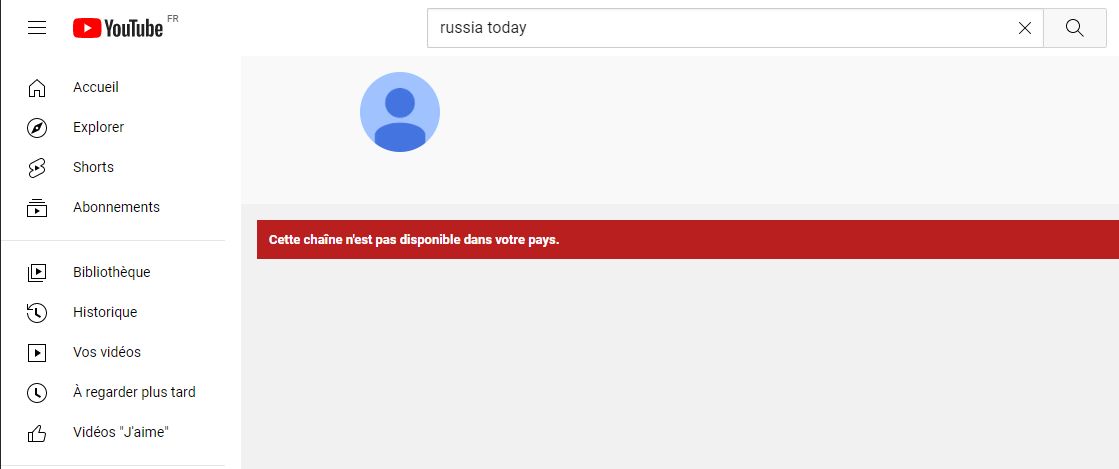 YouTube FR
russia today
Accueil
Explorer
Shorts
Abonnements
Bibliothèque
Historique
Vos vidéos
À regarder plus tard
Vidéos "J'aime"
Cette chaîne n'est pas disponible dans votre pays.